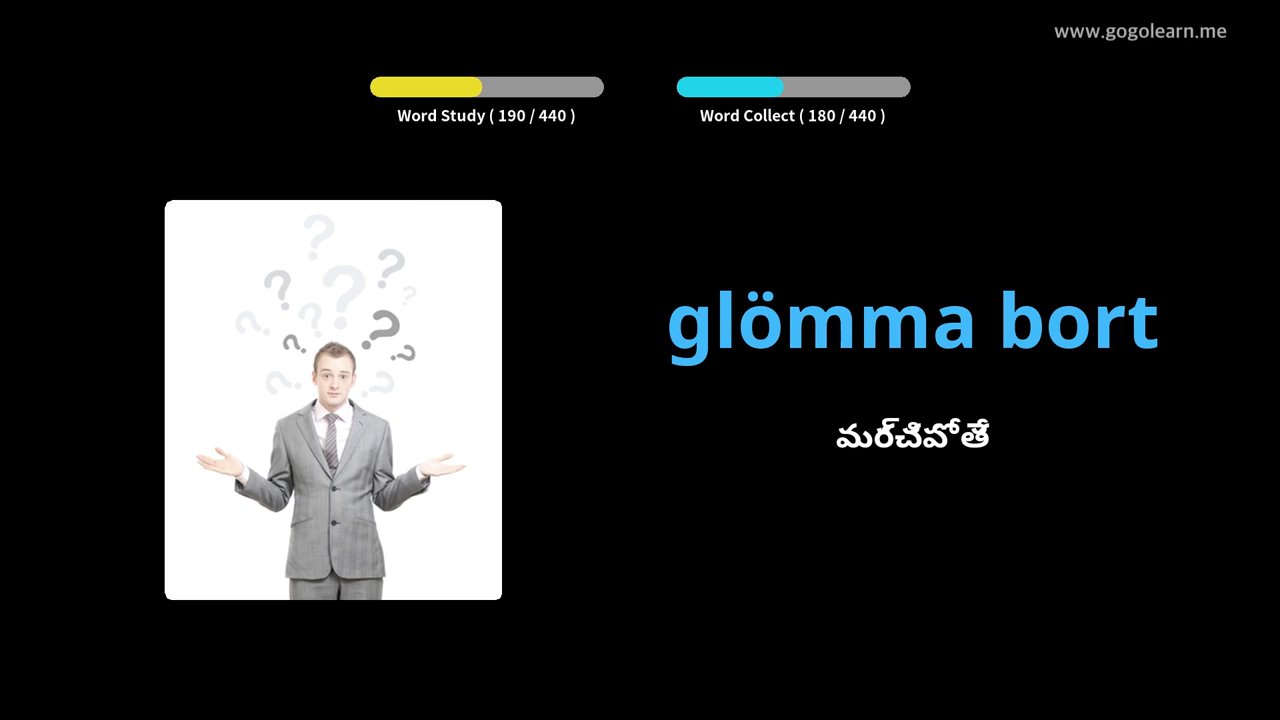 www.gogolearn.me
Word Study ( 190 / 440 )
Word Collect ( 180 / 440 )
glömma bort
మర్చిపోతే